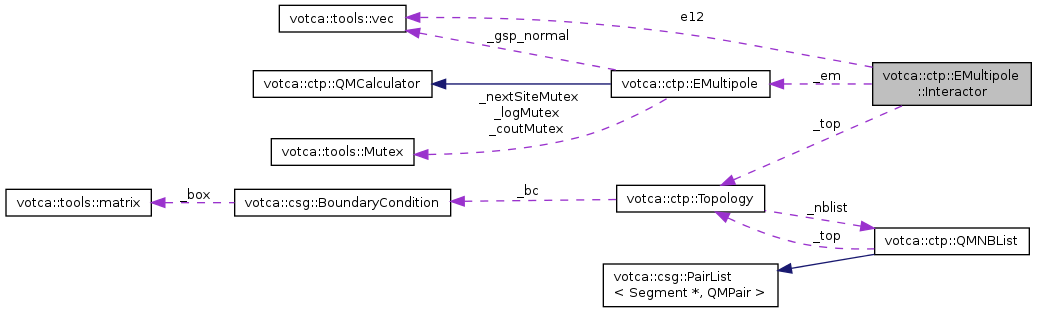 votca::tools::vec
e12
_gsp_normal
votca::ctp::QMCalculator
votca::ctp::EMultipole
_em
votca::ctp::EMultipole
::Interactor
_nextSiteMutex
_logMutex
_coutMutex
votca::tools::Mutex
_top
votca::tools::matrix
_box
votca::csg::BoundaryCondition
_bc
votca::ctp::Topology
_nblist
_top
votca::ctp::QMNBList
votca::csg::PairList
< Segment *, QMPair >